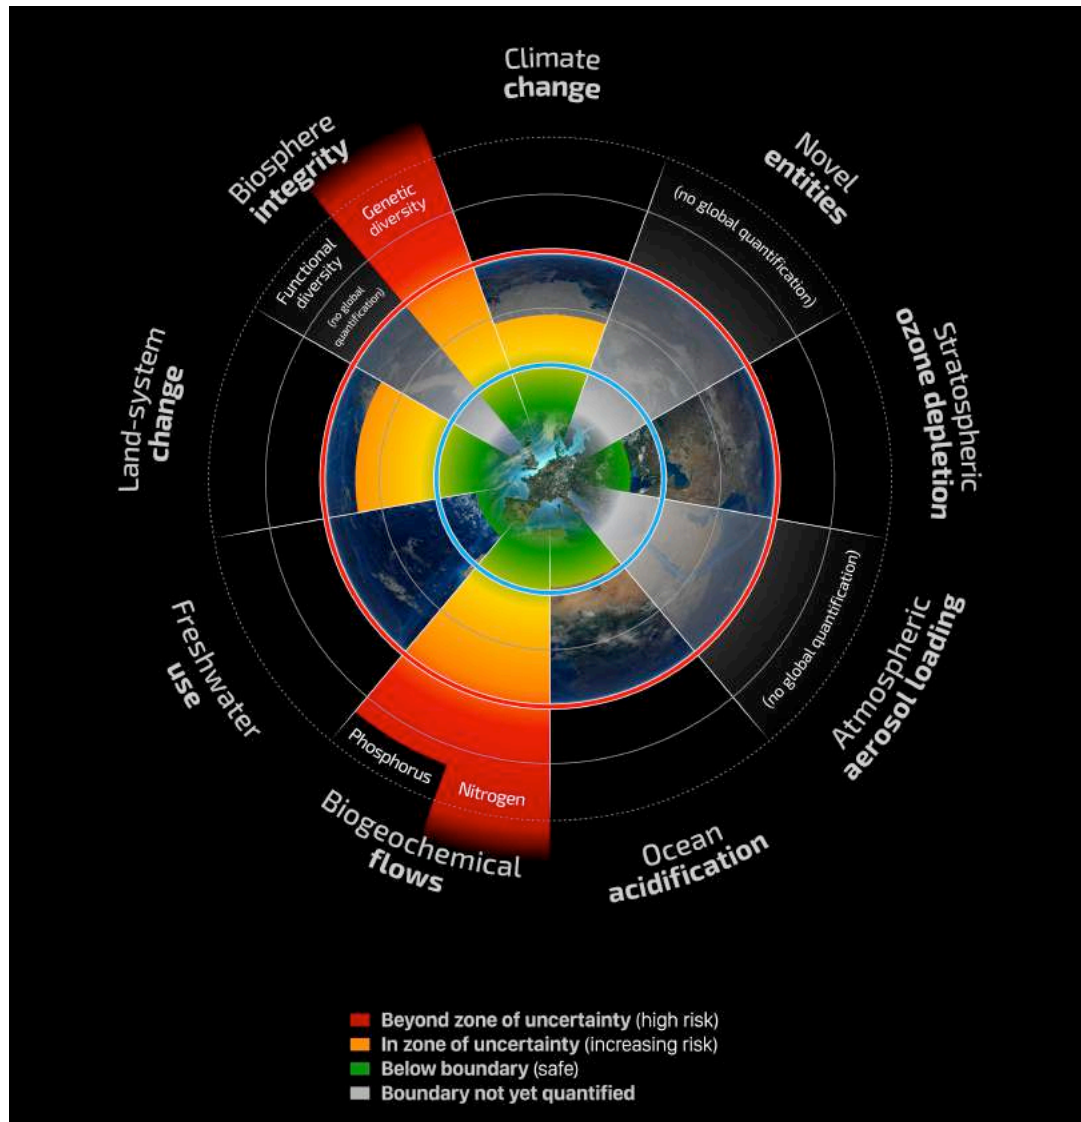 Climate
change
Novel
entities
(no global quantification)
Stratospheric
ozone depletion
Atmospheric
aerosol loading
(no global quantification)
Ocean
acidification
Biogeochemical
flows
Phosphorus
Nitrogen
Freshwater
use
Land-system
change
Biosphere
integrity
Functional
diversity
(no global
quantification)
Genetic
diversity
Beyond zone of uncertainty (high risk)
In zone of uncertainty (increasing risk)
Below boundary (safe)
Boundary not yet quantified